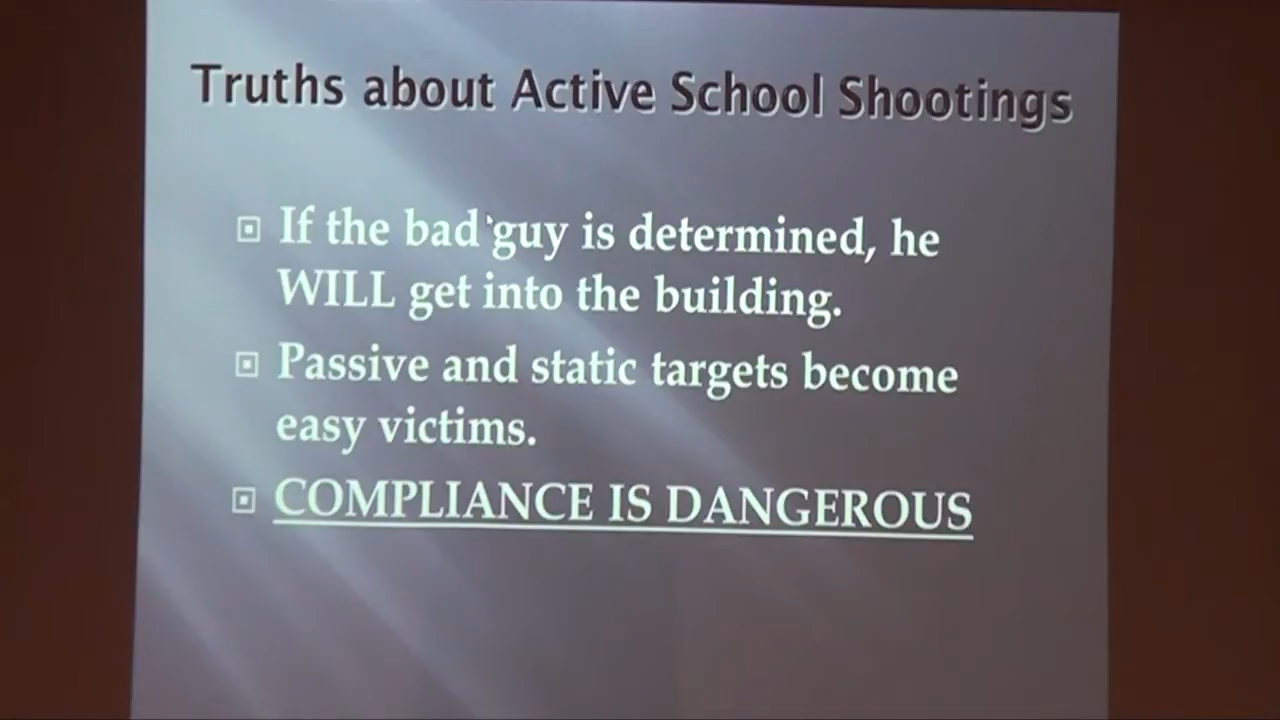 Truths about Active School Shootings
If the bad guy is determined, he
WILL get into the building.
Passive and static targets become
easy victims.
COMPLIANCE IS DANGEROUS